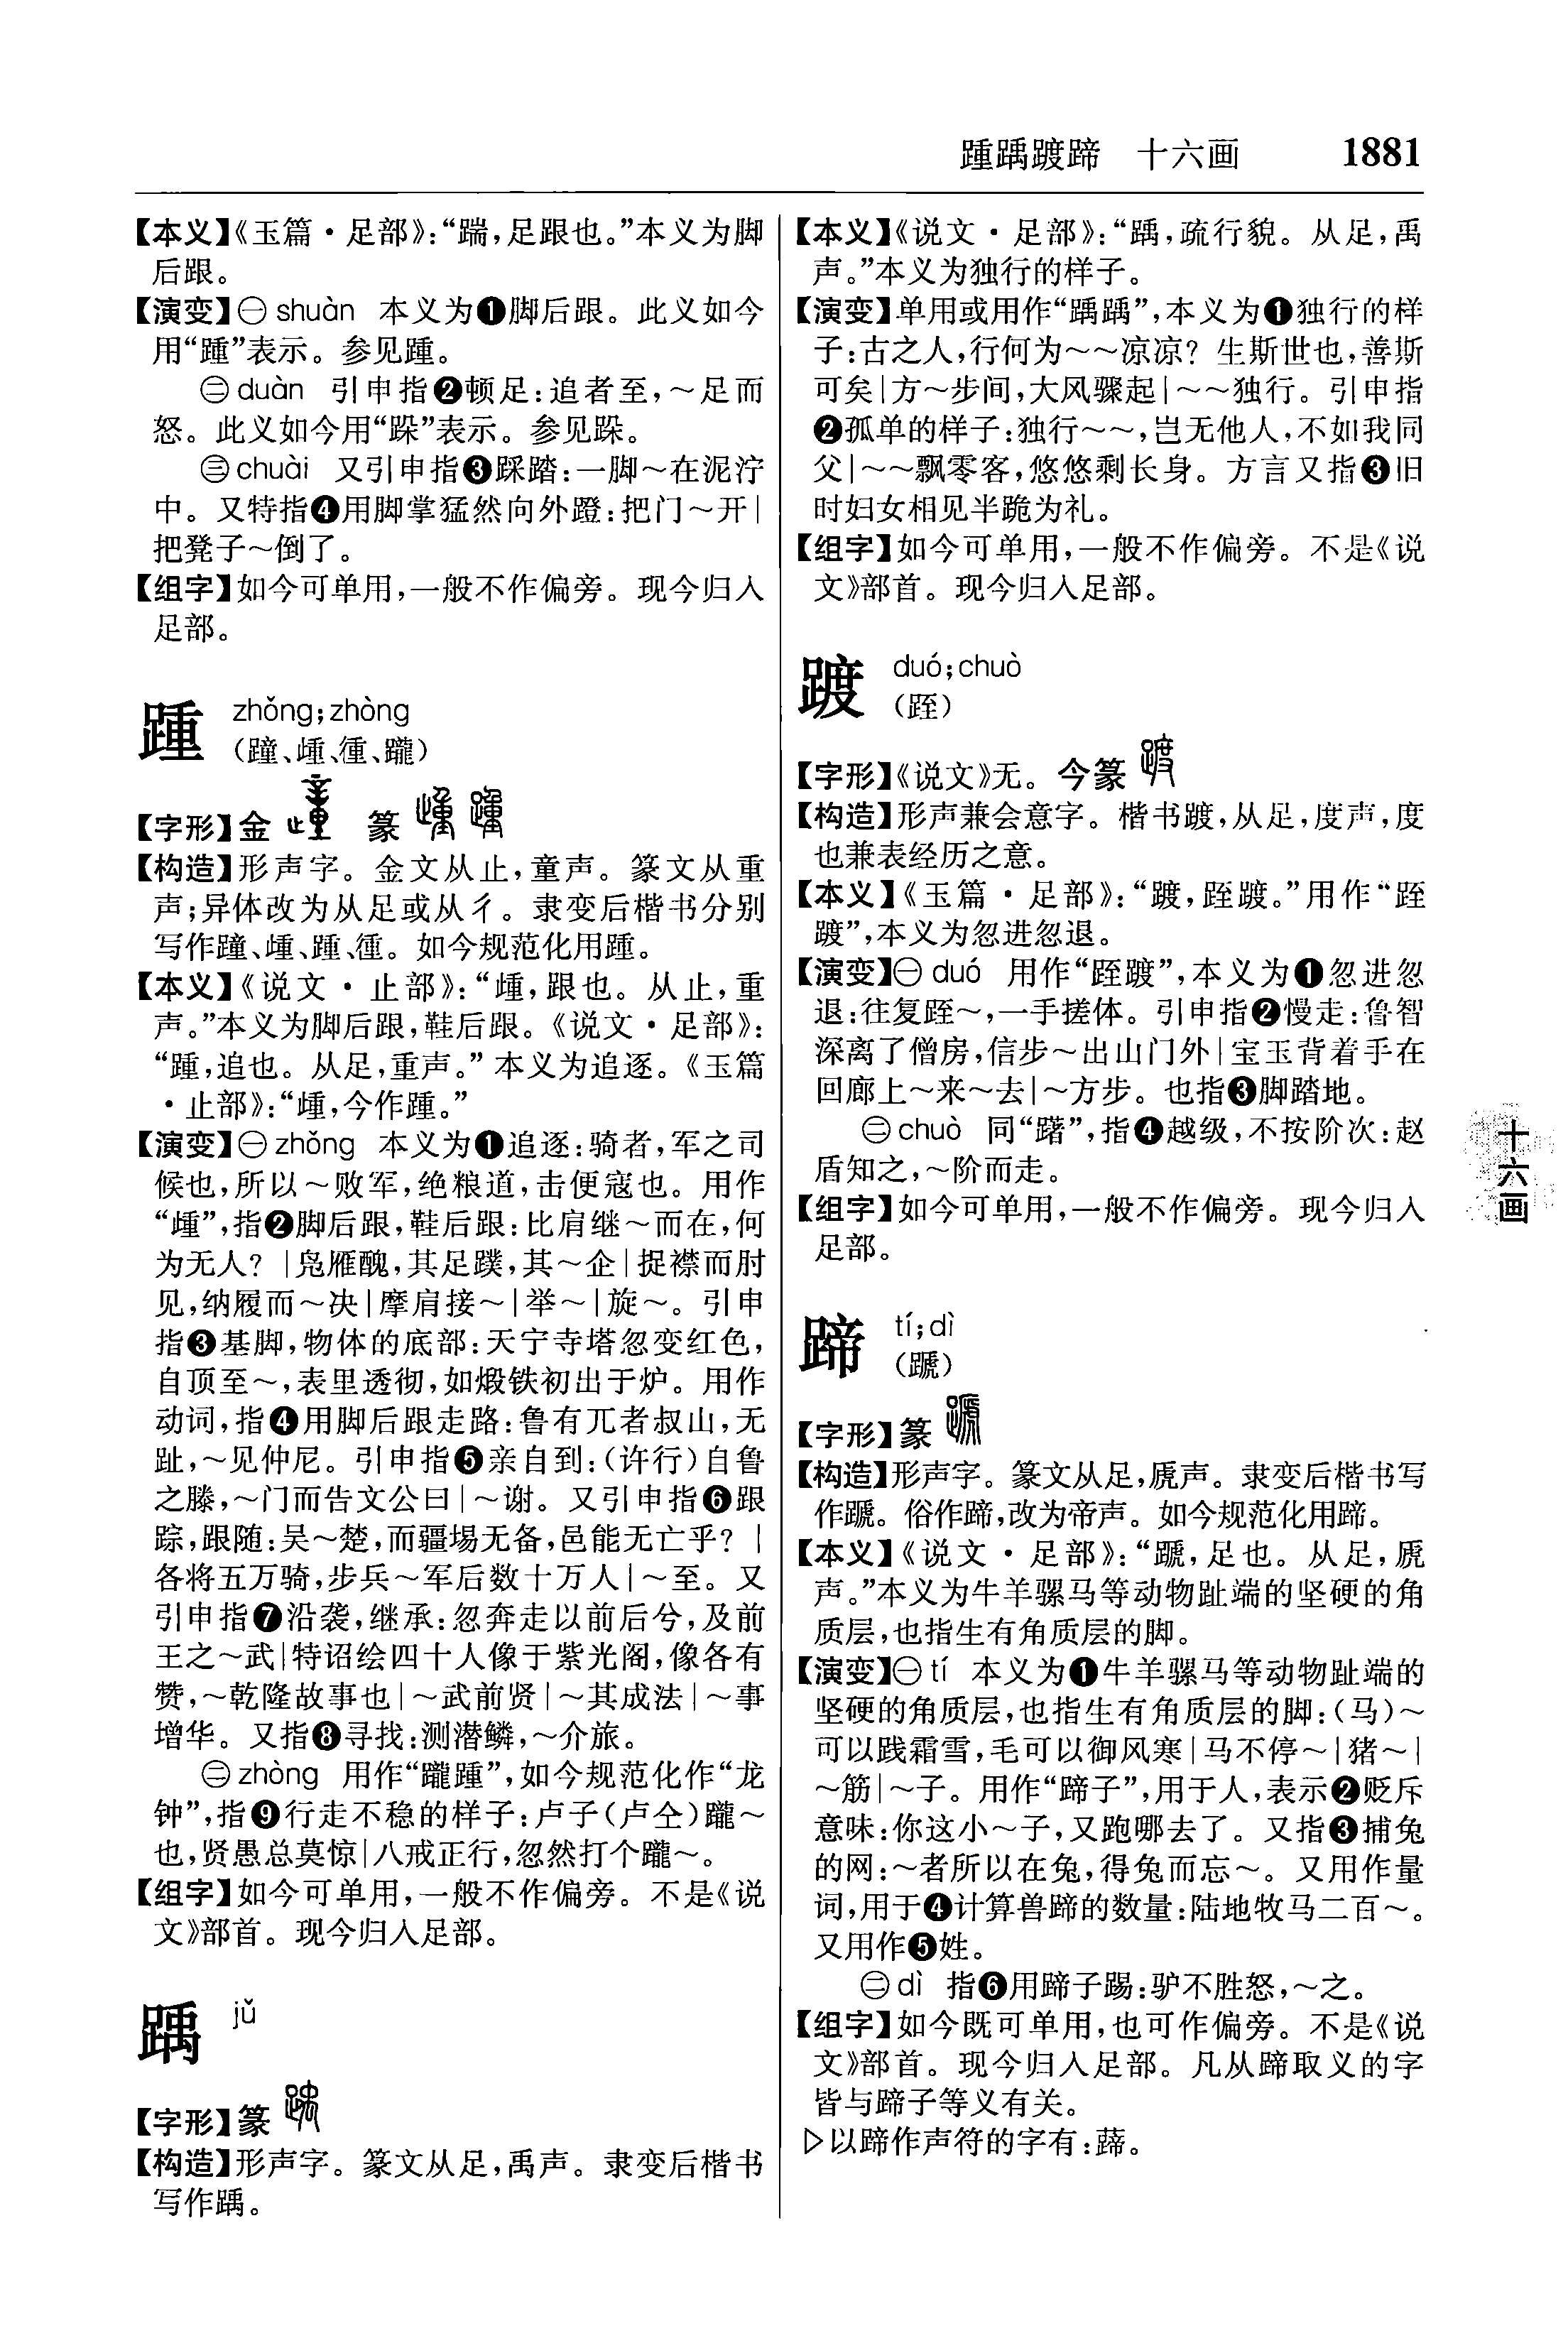 踵踽踱蹄　十六画　1881
【本义】《玉篇·足部》：“踹，足跟也。”本义为脚
后跟。
【演变】㊀ shuàn　本义为❶脚后跟。此义如今
用“踵”表示。参见踵。
㊁ duàn　引申指❷顿足：追者至，～足而
怒。此义如今用“跺”表示。参见跺。
㊂ chuài　又引申指❸踩踏：一脚～在泥泞
中。又特指❹用脚掌猛然向外蹬：把门～开|
把凳子～倒了。
【组字】如今可单用，一般不作偏旁。现今归入
足部。
踵　zhǒng；zhòng
（蹱、歱、徸、躘）
【字形】金　篆
【构造】形声字。金文从止，童声。篆文从重
声；异体改为从足或从彳。隶变后楷书分别
写作蹱、歱、踵、徸。如今规范化用踵。
【本义】《说文·止部》：“歱，跟也。从止，重
声。”本义为脚后跟，鞋后跟。《说文·足部》：
“踵，追也。从足，重声。”本义为追逐。《玉篇
·止部》：“歱，今作踵。”
【演变】㊀ zhǒng　本义为❶追逐：骑者，军之司
候也，所以～败军，绝粮道，击便寇也。用作
“歱”，指❷脚后跟，鞋后跟：比肩继～而在，何
为无人？|凫雁醜，其足蹼，其～企|捉襟而肘
见，纳履而～决|摩肩接～|举～|旋～。引申
指❸基脚，物体的底部：天宁寺塔忽变红色，
自顶至～，表里透彻，如煅铁初出于炉。用作
动词，指❹用脚后跟走路：鲁有兀者叔山，无
趾，～见仲尼。引申指❺亲自到：（许行）自鲁
之滕，～门而告文公曰|～谢。又引申指❻跟
踪，跟随：吴～楚，而疆埸无备，邑能无亡乎？|
各将五万骑，步兵～军后数十万人|～至。又
引申指❼沿袭，继承：忽奔走以前后兮，及前
王之～武|特诏绘四十人像于紫光阁，像各有
赞，～乾隆故事也|～武前贤|～其成法|～事
增华。又指❽寻找：测潜鳞，～介旅。
㊁ zhòng　用作“躘踵”，如今规范化作“龙
钟”，指❾行走不稳的样子：卢子（卢仝）躘～
也，贤愚总莫惊|八戒正行，忽然打个躘～。
【组字】如今可单用，一般不作偏旁。不是《说
文》部首。现今归入足部。
踽　jǔ
【字形】篆
【构造】形声字。篆文从足，禹声。隶变后楷书
写作踽。
【本义】《说文·足部》：“踽，疏行貌。从足，禹
声。”本义为独行的样子。
【演变】单用或用作“踽踽”，本义为❶独行的样
子：古之人，行何为～～凉凉？生斯世也，善斯
可矣|方～步间，大风骤起|～～独行。引申指
❷孤单的样子：独行～～，岂无他人，不如我同
父|～～飘零客，悠悠剩长身。方言又指❸旧
时妇女相见半跪为礼。
【组字】如今可单用，一般不作偏旁。不是《说
文》部首。现今归入足部。
踱　duó；chuò
（跮）
【字形】《说文》无。今篆
【构造】形声兼会意字。楷书踱，从足，度声，度
也兼表经历之意。
【本义】《玉篇·足部》：“踱，跮踱。”用作“跮
踱”，本义为忽进忽退。
【演变】㊀ duó　用作“跮踱”，本义为❶忽进忽
退：往复跮～，一手搓体。引申指❷慢走：鲁智
深离了僧房，信步～出山门外|宝玉背着手在
回廊上～来～去|～方步。也指❸脚踏地。
㊁ chuò　同“躇”，指❹越级，不按阶次：赵
盾知之，～阶而走。
【组字】如今可单用，一般不作偏旁。现今归入
足部。
蹄　tí；dì
（蹏）
【字形】篆
【构造】形声字。篆文从足，虒声。隶变后楷书写
作蹏。俗作蹄，改为帝声。如今规范化用蹄。
【本义】《说文·足部》：“蹏，足也。从足，虒
声。”本义为牛羊骡马等动物趾端的坚硬的角
质层，也指生有角质层的脚。
【演变】㊀ tí　本义为❶牛羊骡马等动物趾端的
坚硬的角质层，也指生有角质层的脚：（马）～
可以践霜雪，毛可以御风寒|马不停～|猪～|
～筋|～子。用作“蹄子”，用于人，表示❷贬斥
意味：你这小～子，又跑哪去了。又指❸捕兔
的网：～者所以在兔，得兔而忘～。又用作量
词，用于❹计算兽蹄的数量：陆地牧马二百～。
又用作❺姓。
㊁ dì　指❻用蹄子踢：驴不胜怒，～之。
【组字】如今既可单用，也可作偏旁。不是《说
文》部首。现今归入足部。凡从蹄取义的字
皆与蹄子等义有关。
▷以蹄作声符的字有：蹄。
十六画